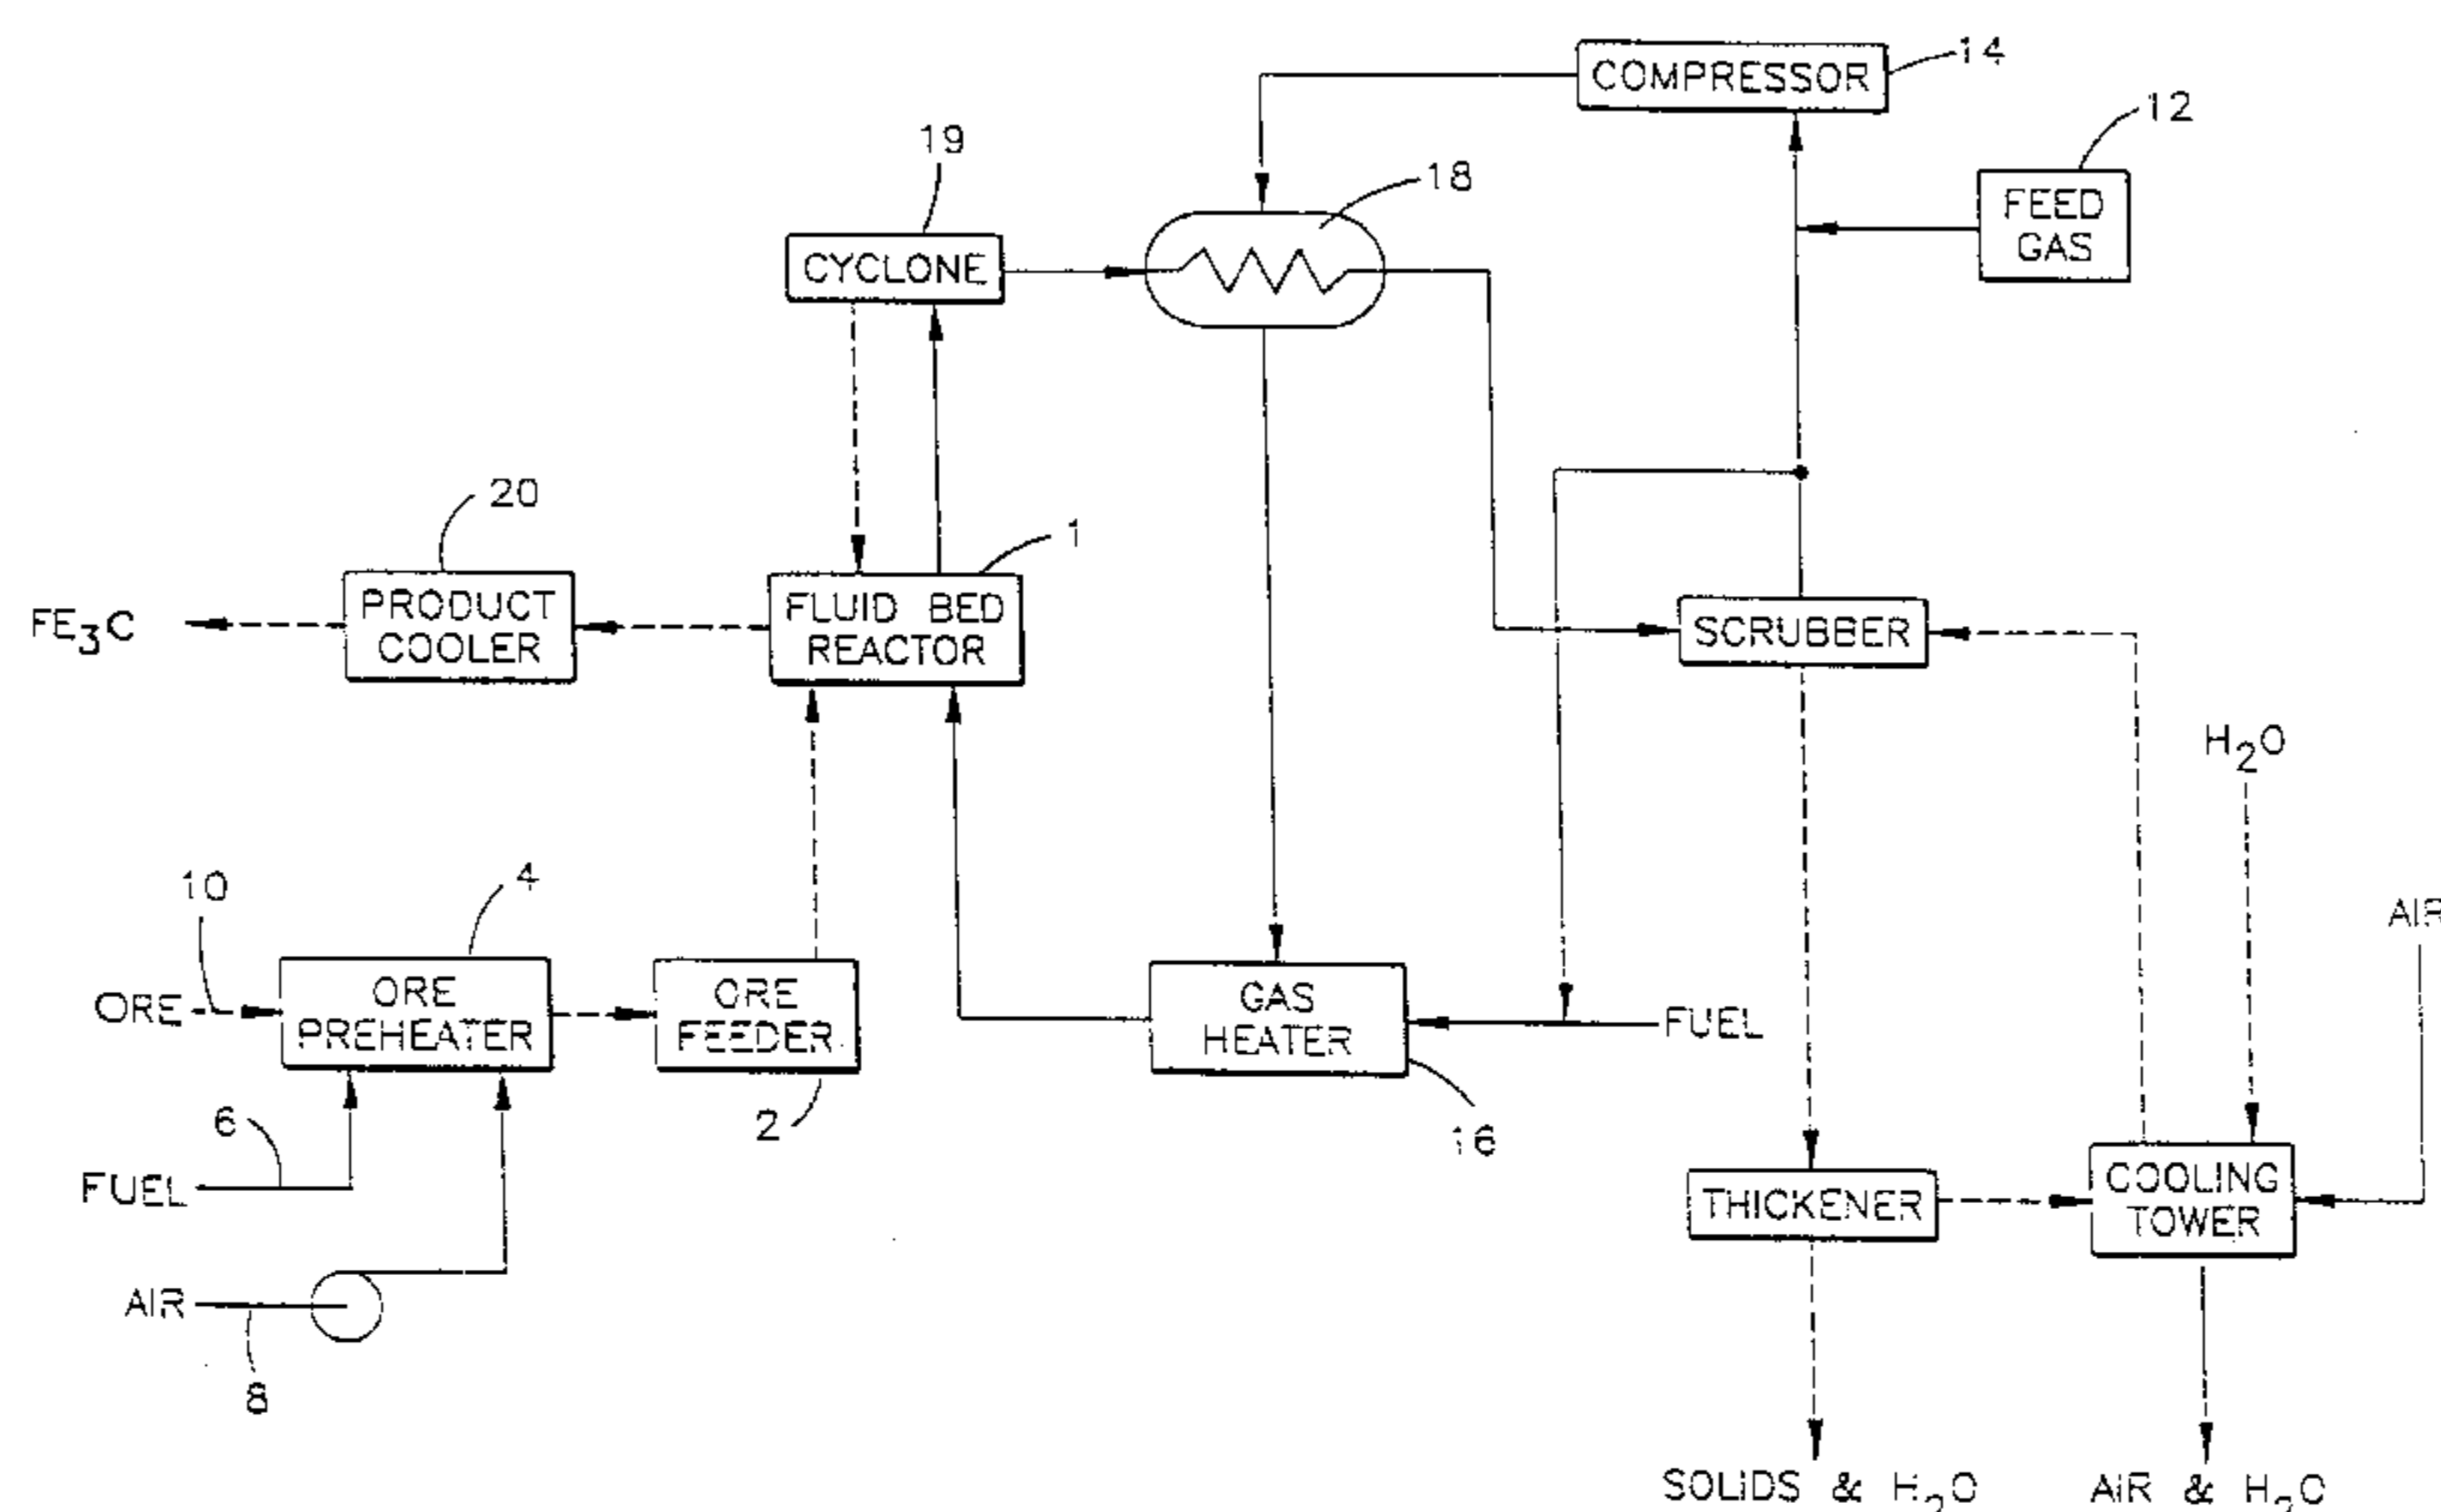 COMPRESSOR
14
12
FEED
GAS
19
18
CYCLONE
20
1
FE3C
PRODUCT
COOLER
FLUID BED
REACTOR
SCRUBBER
H2O
10
4
AIR
ORE
ORE
PREHEATER
ORE
FEEDER
GAS
HEATER
FUEL
6
2
16
FUEL
THICKENER
COOLING
TOWER
AIR
8
SOLIDS & H2O
AIR & H2O